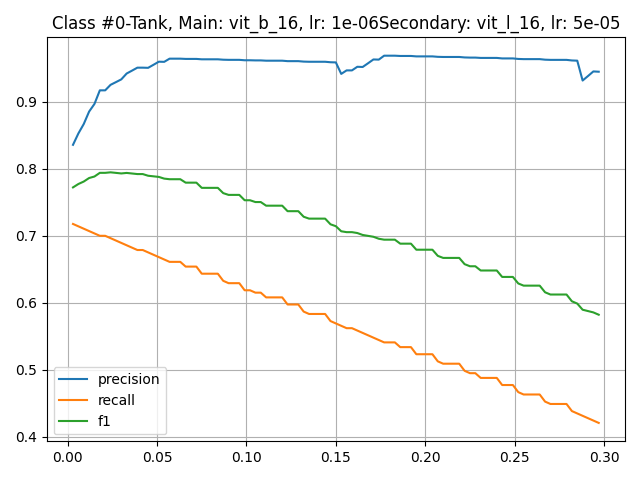 Class #0-Tank, Main: vit_b_16, lr: 1e-06Secondary: vit_l_16, lr: 5e-05
0.9
0.8
0.7
0.6
0.5
0.4
precision
recall
f1
0.00 0.05 0.10 0.15 0.20 0.25 0.30